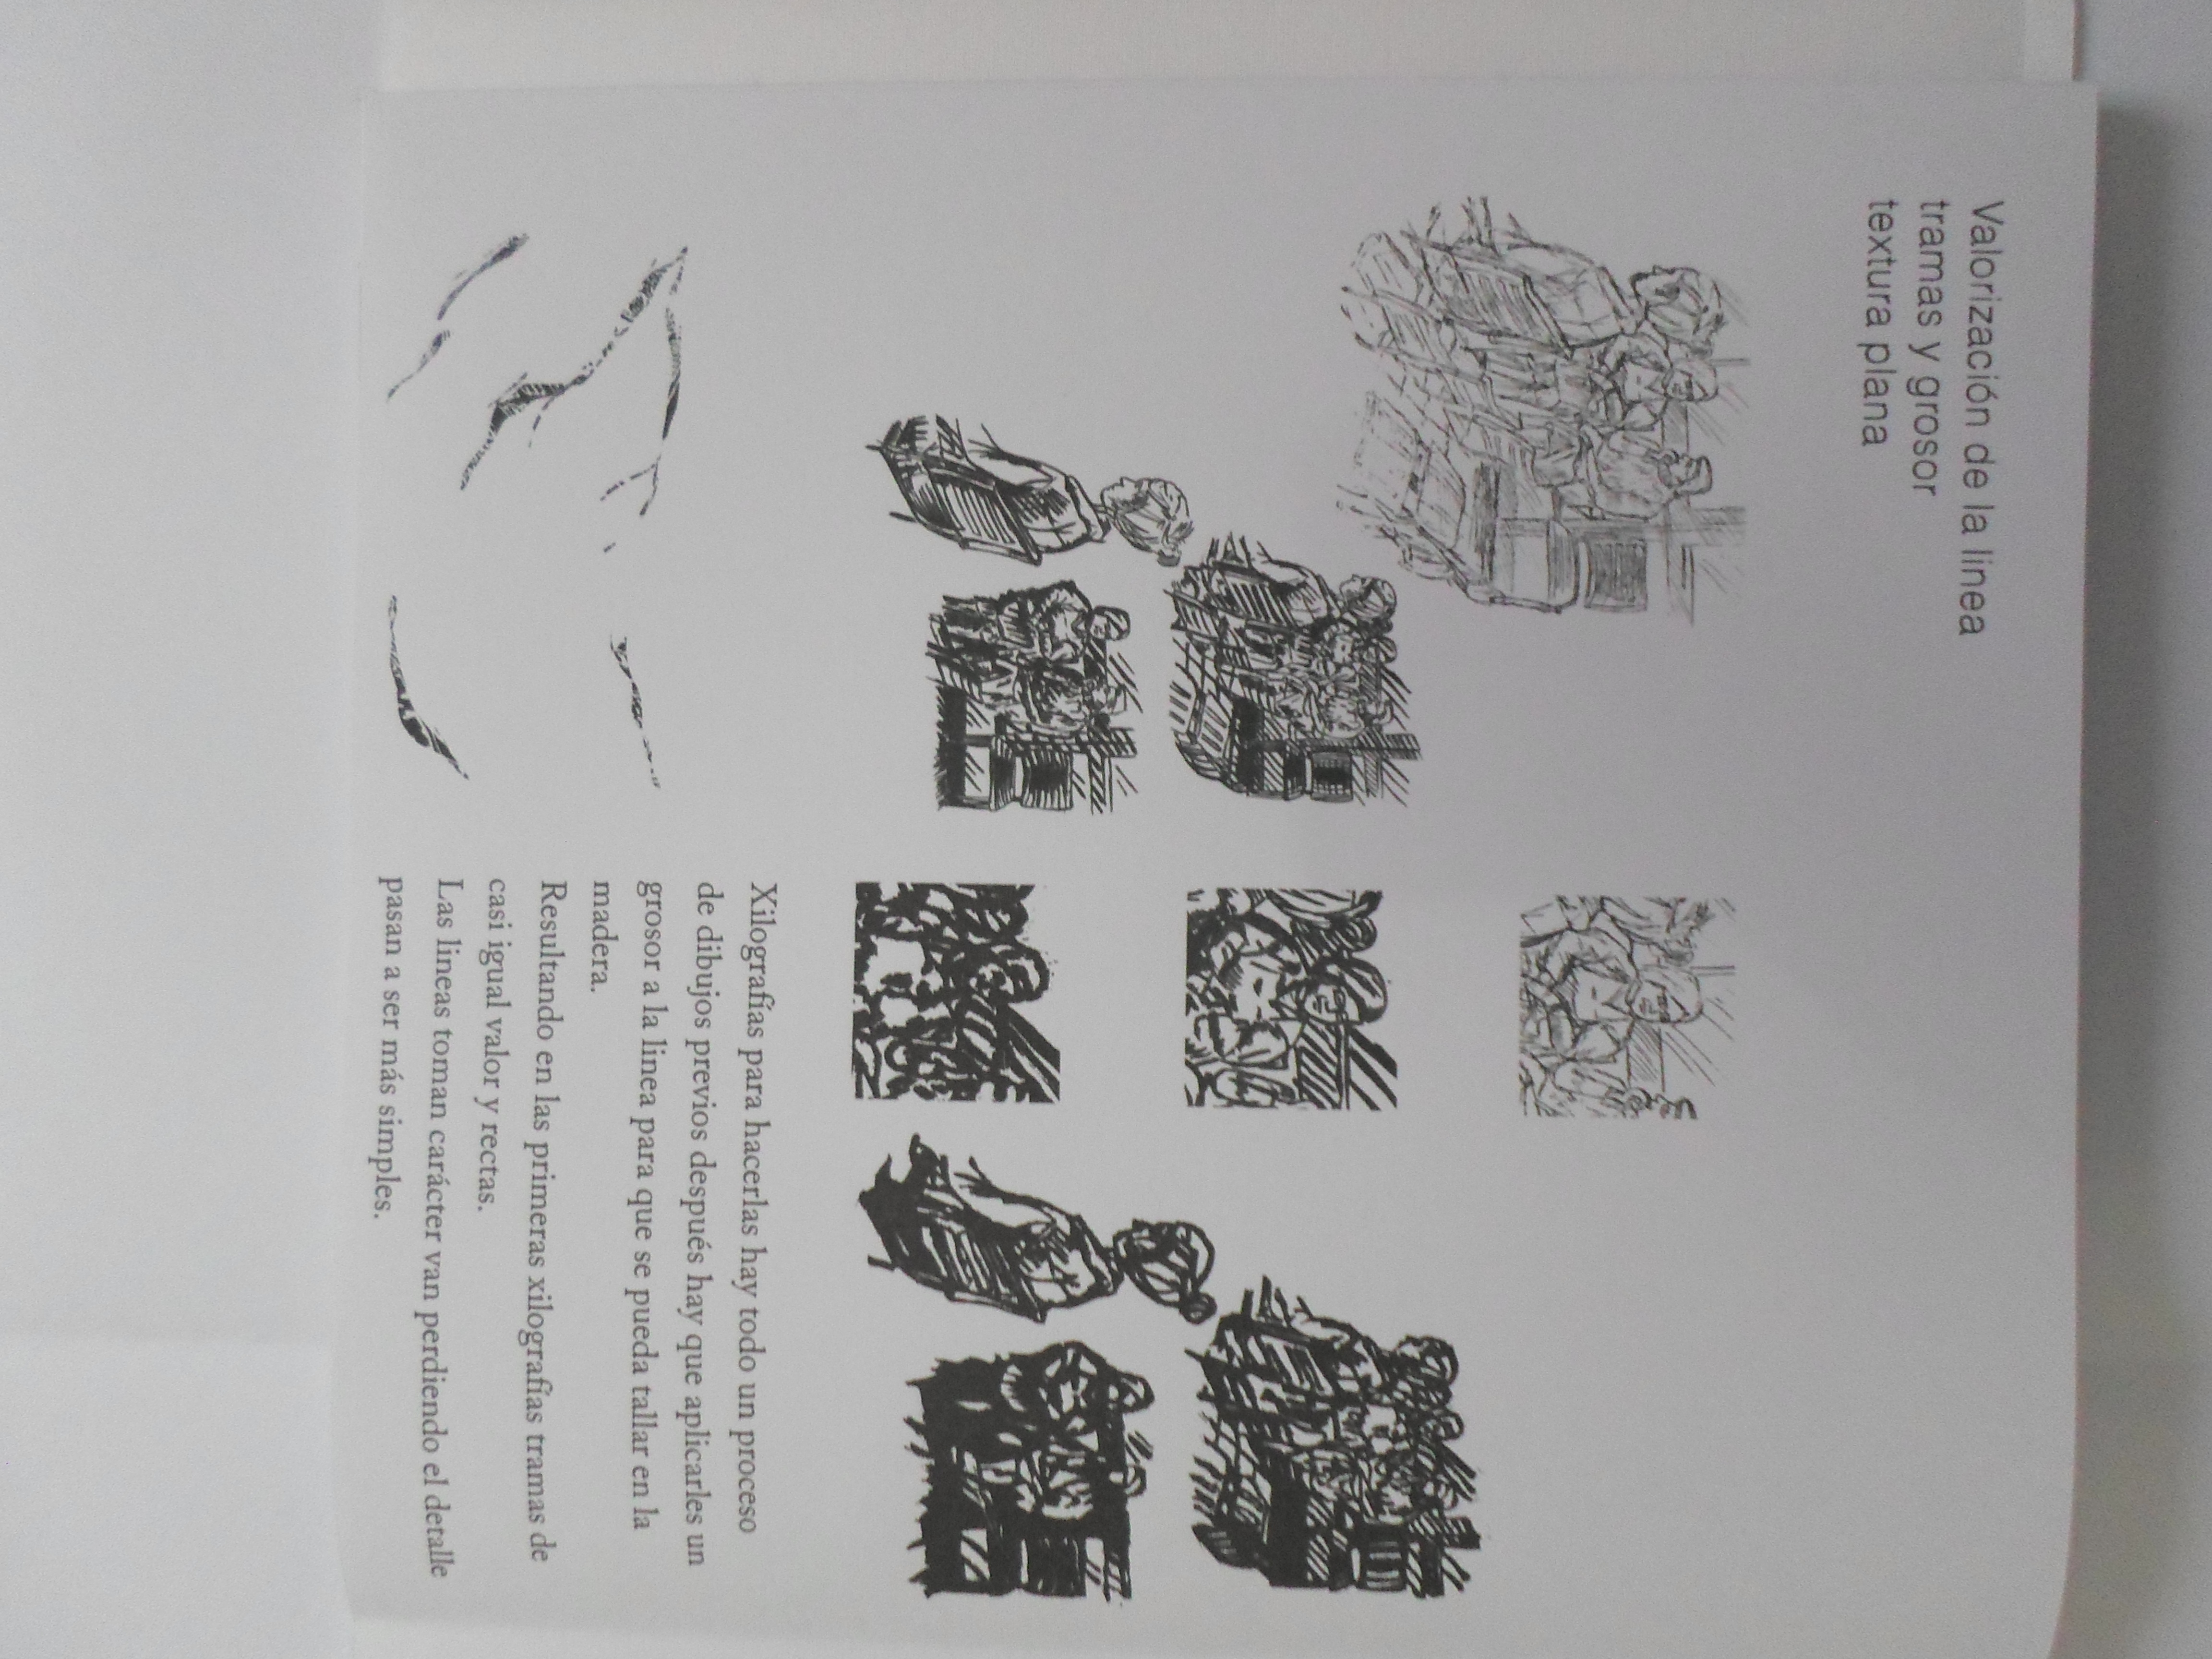 Valorización de la linea
tramas y grosor
textura plana
Xilografías para hacerlas hay todo un proceso
de dibujos previos después hay que aplicarles un
grosor a la linea para que se pueda tallar en la
madera.
Resultando en las primeras xilografías tramas de
casi igual valor y rectas.
Las lineas toman carácter van perdiendo el detalle
pasan a ser más simples.